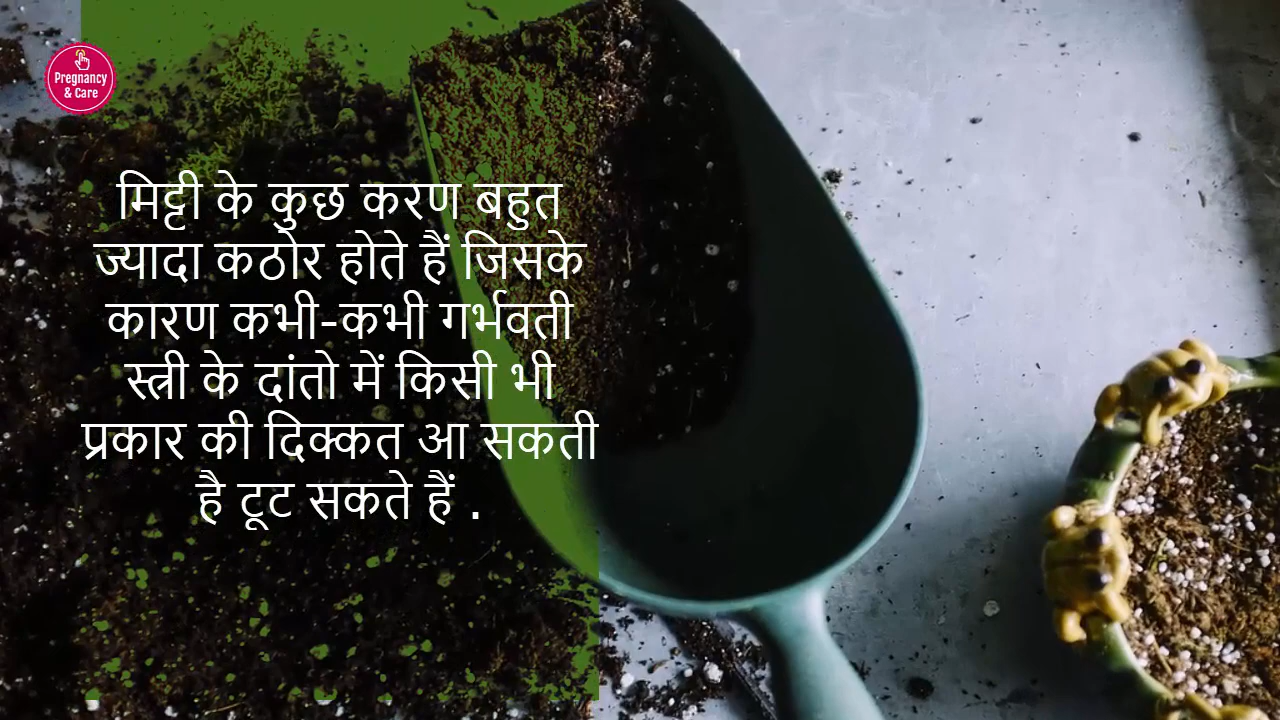 Pregnancy
& Care
मिट्टी के कुछ करण बहुत
ज्यादा कठोर होते हैं जिसके
कारण कभी-कभी गर्भवती
स्त्री के दांतो में किसी भी
प्रकार की दिक्कत आ सकती
है टूट सकते हैं .